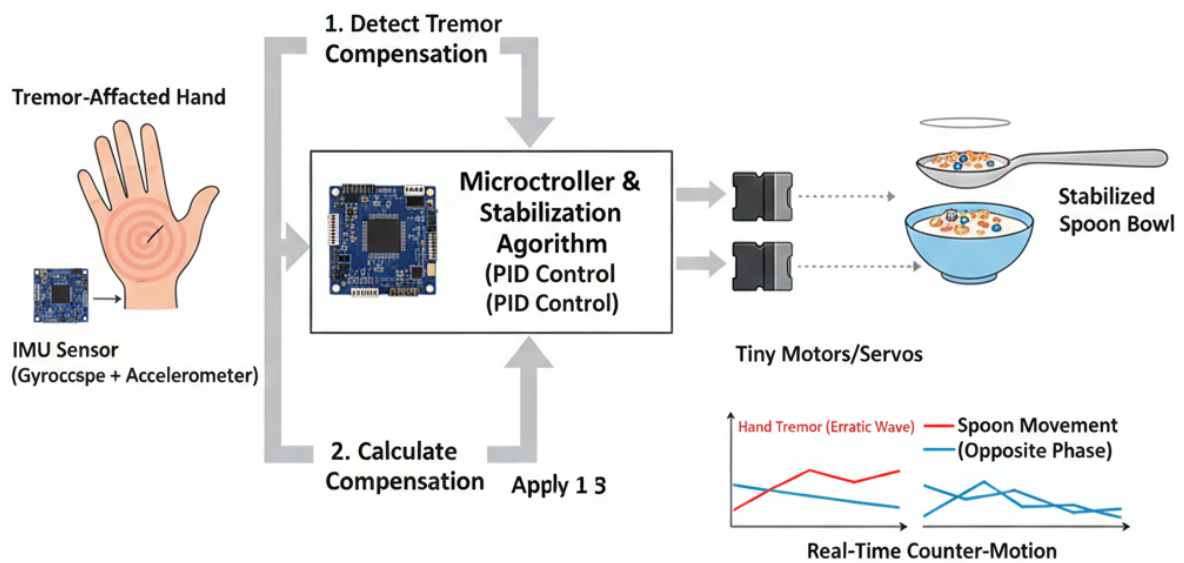 1. Detect Tremor
Compensation
Tremor-Affacted Hand
IMU Sensor
(Gyroccspe + Accelerometer)
Microctroller &
Stabilization
Agorithm
(PID Control
(PID Control)
2. Calculate
Compensation
Apply 1 3
Tiny Motors/Servos
Stabilized
Spoon Bowl
Hand Tremor (Erratic Wave)
Spoon Movement
(Opposite Phase)
Real-Time Counter-Motion